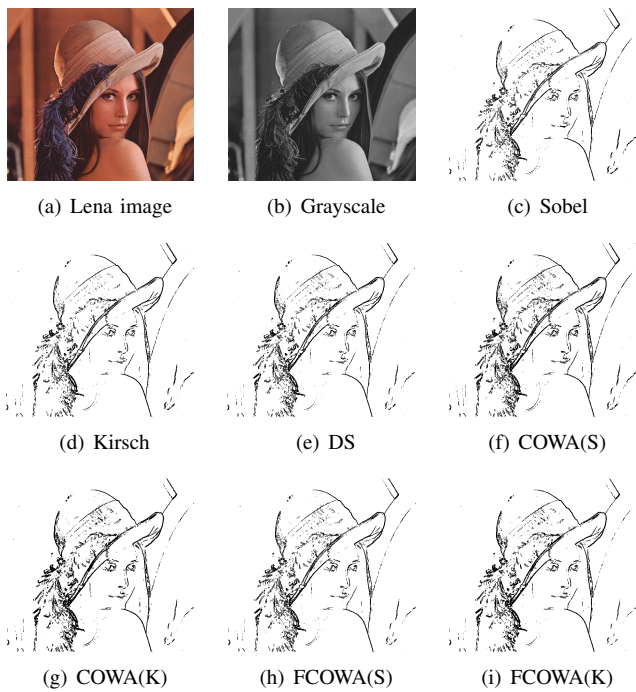 (a) Lena image
(b) Grayscale
(c) Sobel
(d) Kirsch
(e) DS
(f) COWA(S)
(g) COWA(K)
(h) FCOWA(S)
(i) FCOWA(K)